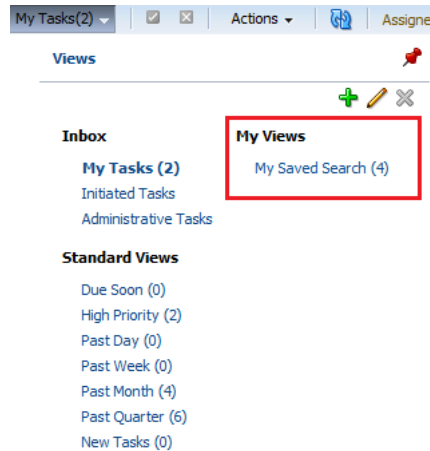 My Tasks(2) Actions Assigne
Views
Inbox
My Tasks (2)
Initiated Tasks
Administrative Tasks
My Views
My Saved Search (4)
Standard Views
Due Soon (0)
High Priority (2)
Past Day (0)
Past Week (0)
Past Month (4)
Past Quarter (6)
New Tasks (0)